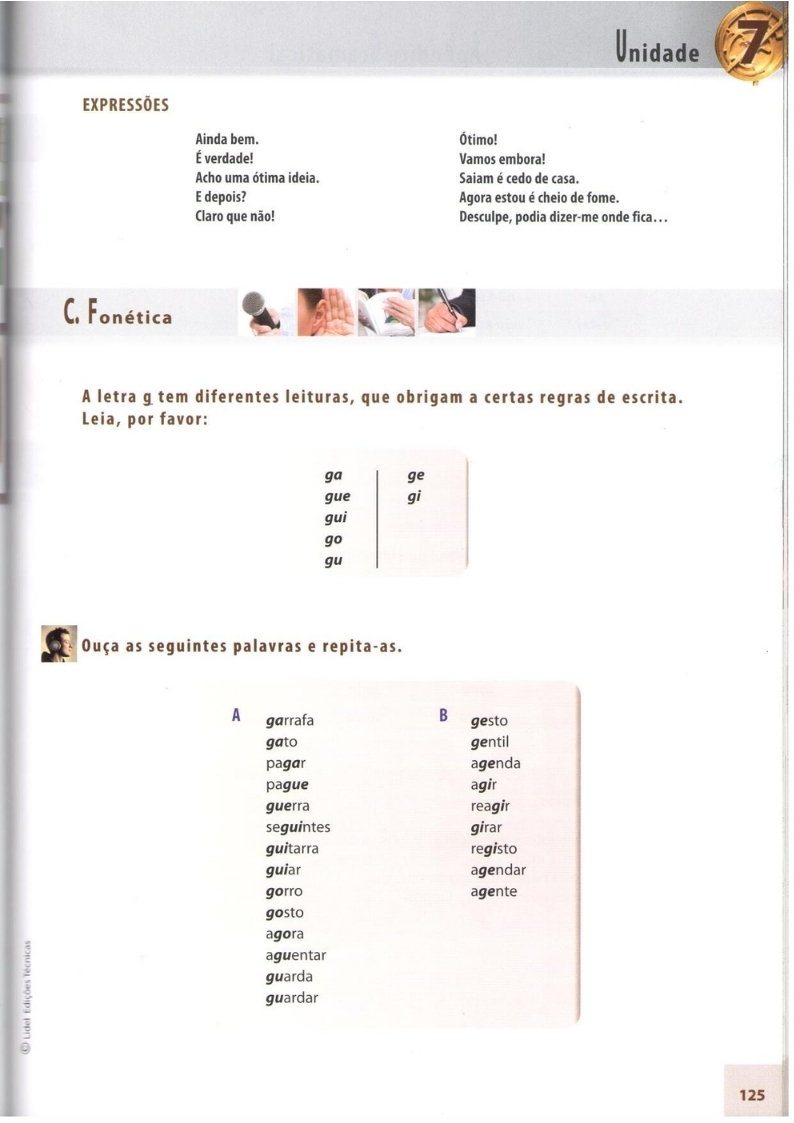 Unidade 7
EXPRESSÕES
Ainda bem.
É verdade!
Acho uma ótima ideia.
E depois?
Claro que não!
Ótimo!
Vamos embora!
Saiam é cedo de casa.
Agora estou é cheio de fome.
Desculpe, podia dizer-me onde fica...
C. Fonética
A letra g tem diferentes leituras, que obrigam a certas regras de escrita.
Leia, por favor:
ga
gue
gui
go
gu
ge
gi
Ouça as seguintes palavras e repita-as.
A
garrafa
gato
pagar
pague
guerra
seguintes
guitarra
guiar
gorro
gosto
agora
aguentar
guarda
guardar
B
gesto
gentil
agenda
agir
reagir
girar
registo
agendar
agente
© Lidel Edições Técnicas
125